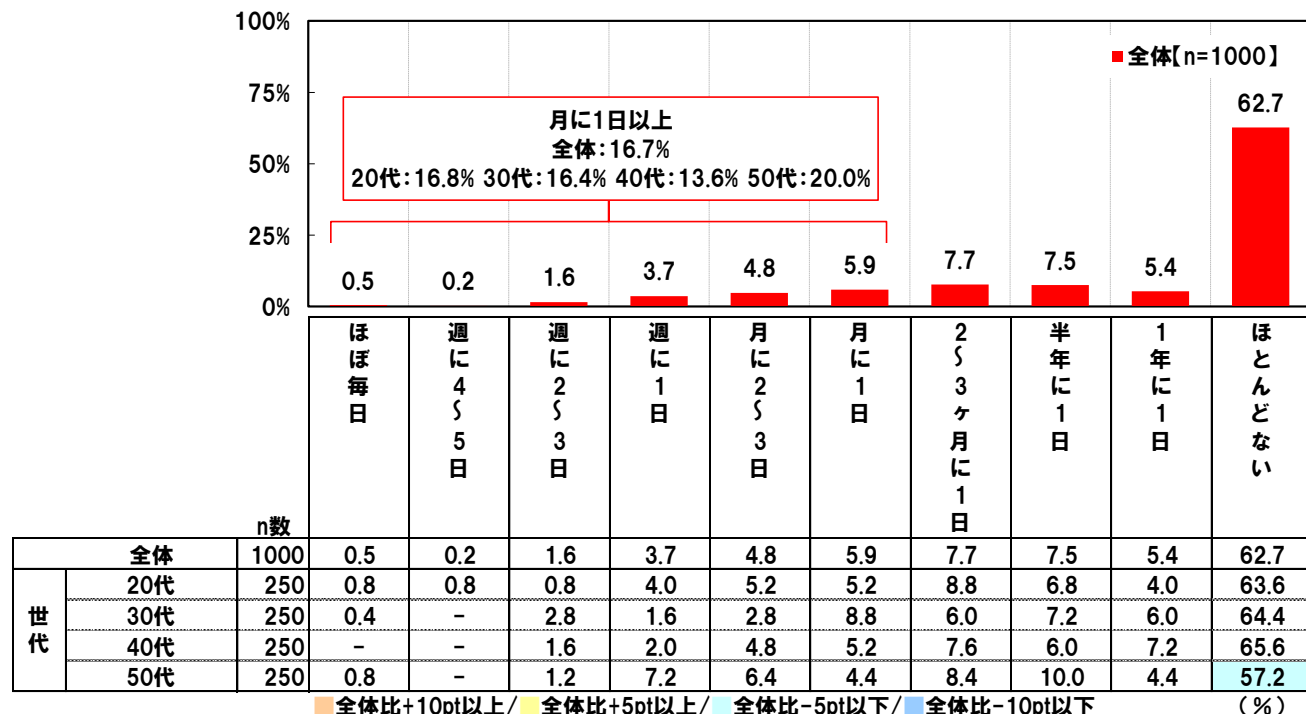 100%
75%
50%
25%
0%
■全体【n=1000】
月に1日以上
全体：16.7%
20代：16.8% 30代：16.4% 40代：13.6% 50代：20.0%
0.5 0.2 1.6 3.7 4.8 5.9 7.7 7.5 5.4 62.7
ほぼ毎日
週に4～5日
週に2～3日
週に1日
月に2～3日
月に1日
2～3ヶ月に1日
半年に1日
1年に1日
ほとんどない
n数
全体 1000 0.5 0.2 1.6 3.7 4.8 5.9 7.7 7.5 5.4 62.7
世代
20代 250 0.8 0.8 0.8 4.0 5.2 5.2 8.8 6.8 4.0 63.6
30代 250 0.4 － 2.8 1.6 2.8 8.8 6.0 7.2 6.0 64.4
40代 250 － － 1.6 2.0 4.8 5.2 7.6 6.0 7.2 65.6
50代 250 0.8 － 1.2 7.2 6.4 4.4 8.4 10.0 4.4 57.2
■全体比+10pt以上/■全体比+5pt以上/■全体比-5pt以下/■全体比-10pt以下 （％）